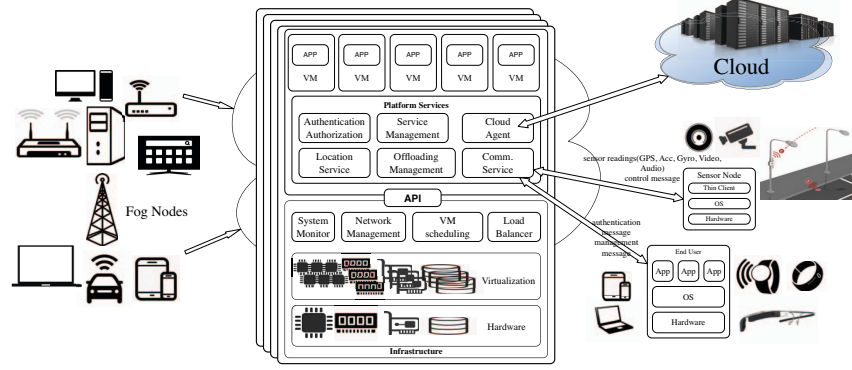 APP
VM
APP
VM
APP
VM
APP
VM
APP
VM
Platform Services
Authentication
Authorization
Service
Management
Cloud
Agent
Location
Service
Offloading
Management
Comm.
Service
API
System
Monitor
Network
Management
VM
scheduling
Load
Balancer
Virtualization
Hardware
Infrastructure
Fog Nodes
Cloud
sensor readings(GPS, Acc, Gyro, Video,
Audio)
control message
Sensor Node
Thin Client
OS
Hardware
authentication
message
management
message
End User
App
App
App
OS
Hardware